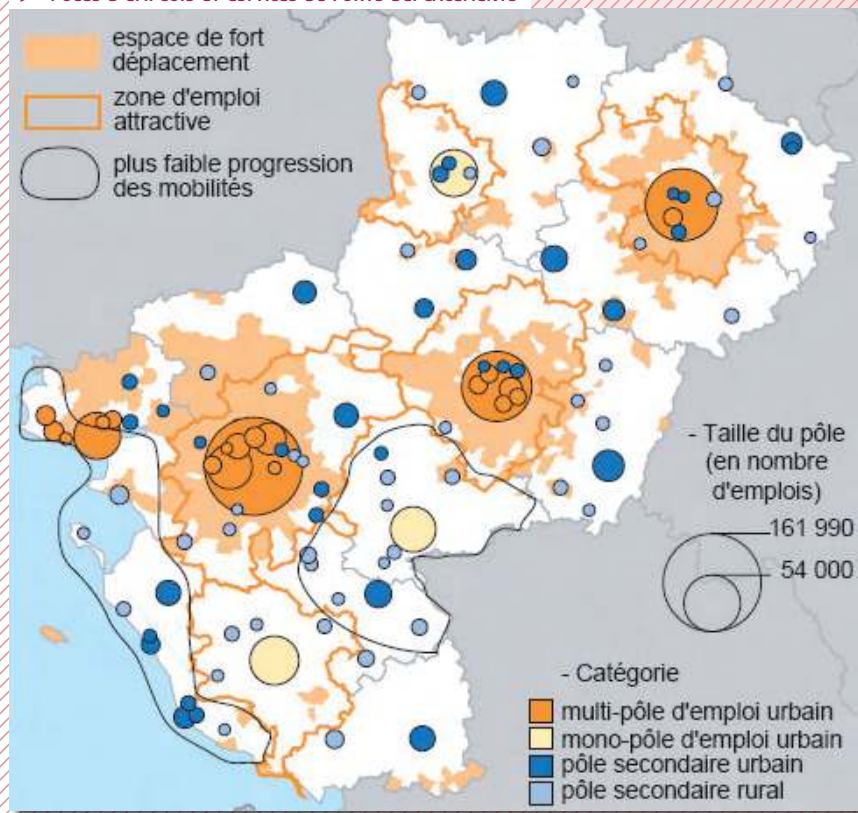 espace de fort
déplacement
zone d'emploi
attractive
plus faible progression
des mobilités
- Taille du pôle
(en nombre
d'emplois)
161 990
54 000
- Catégorie
multi-pôle d'emploi urbain
mono-pôle d'emploi urbain
pôle secondaire urbain
pôle secondaire rural